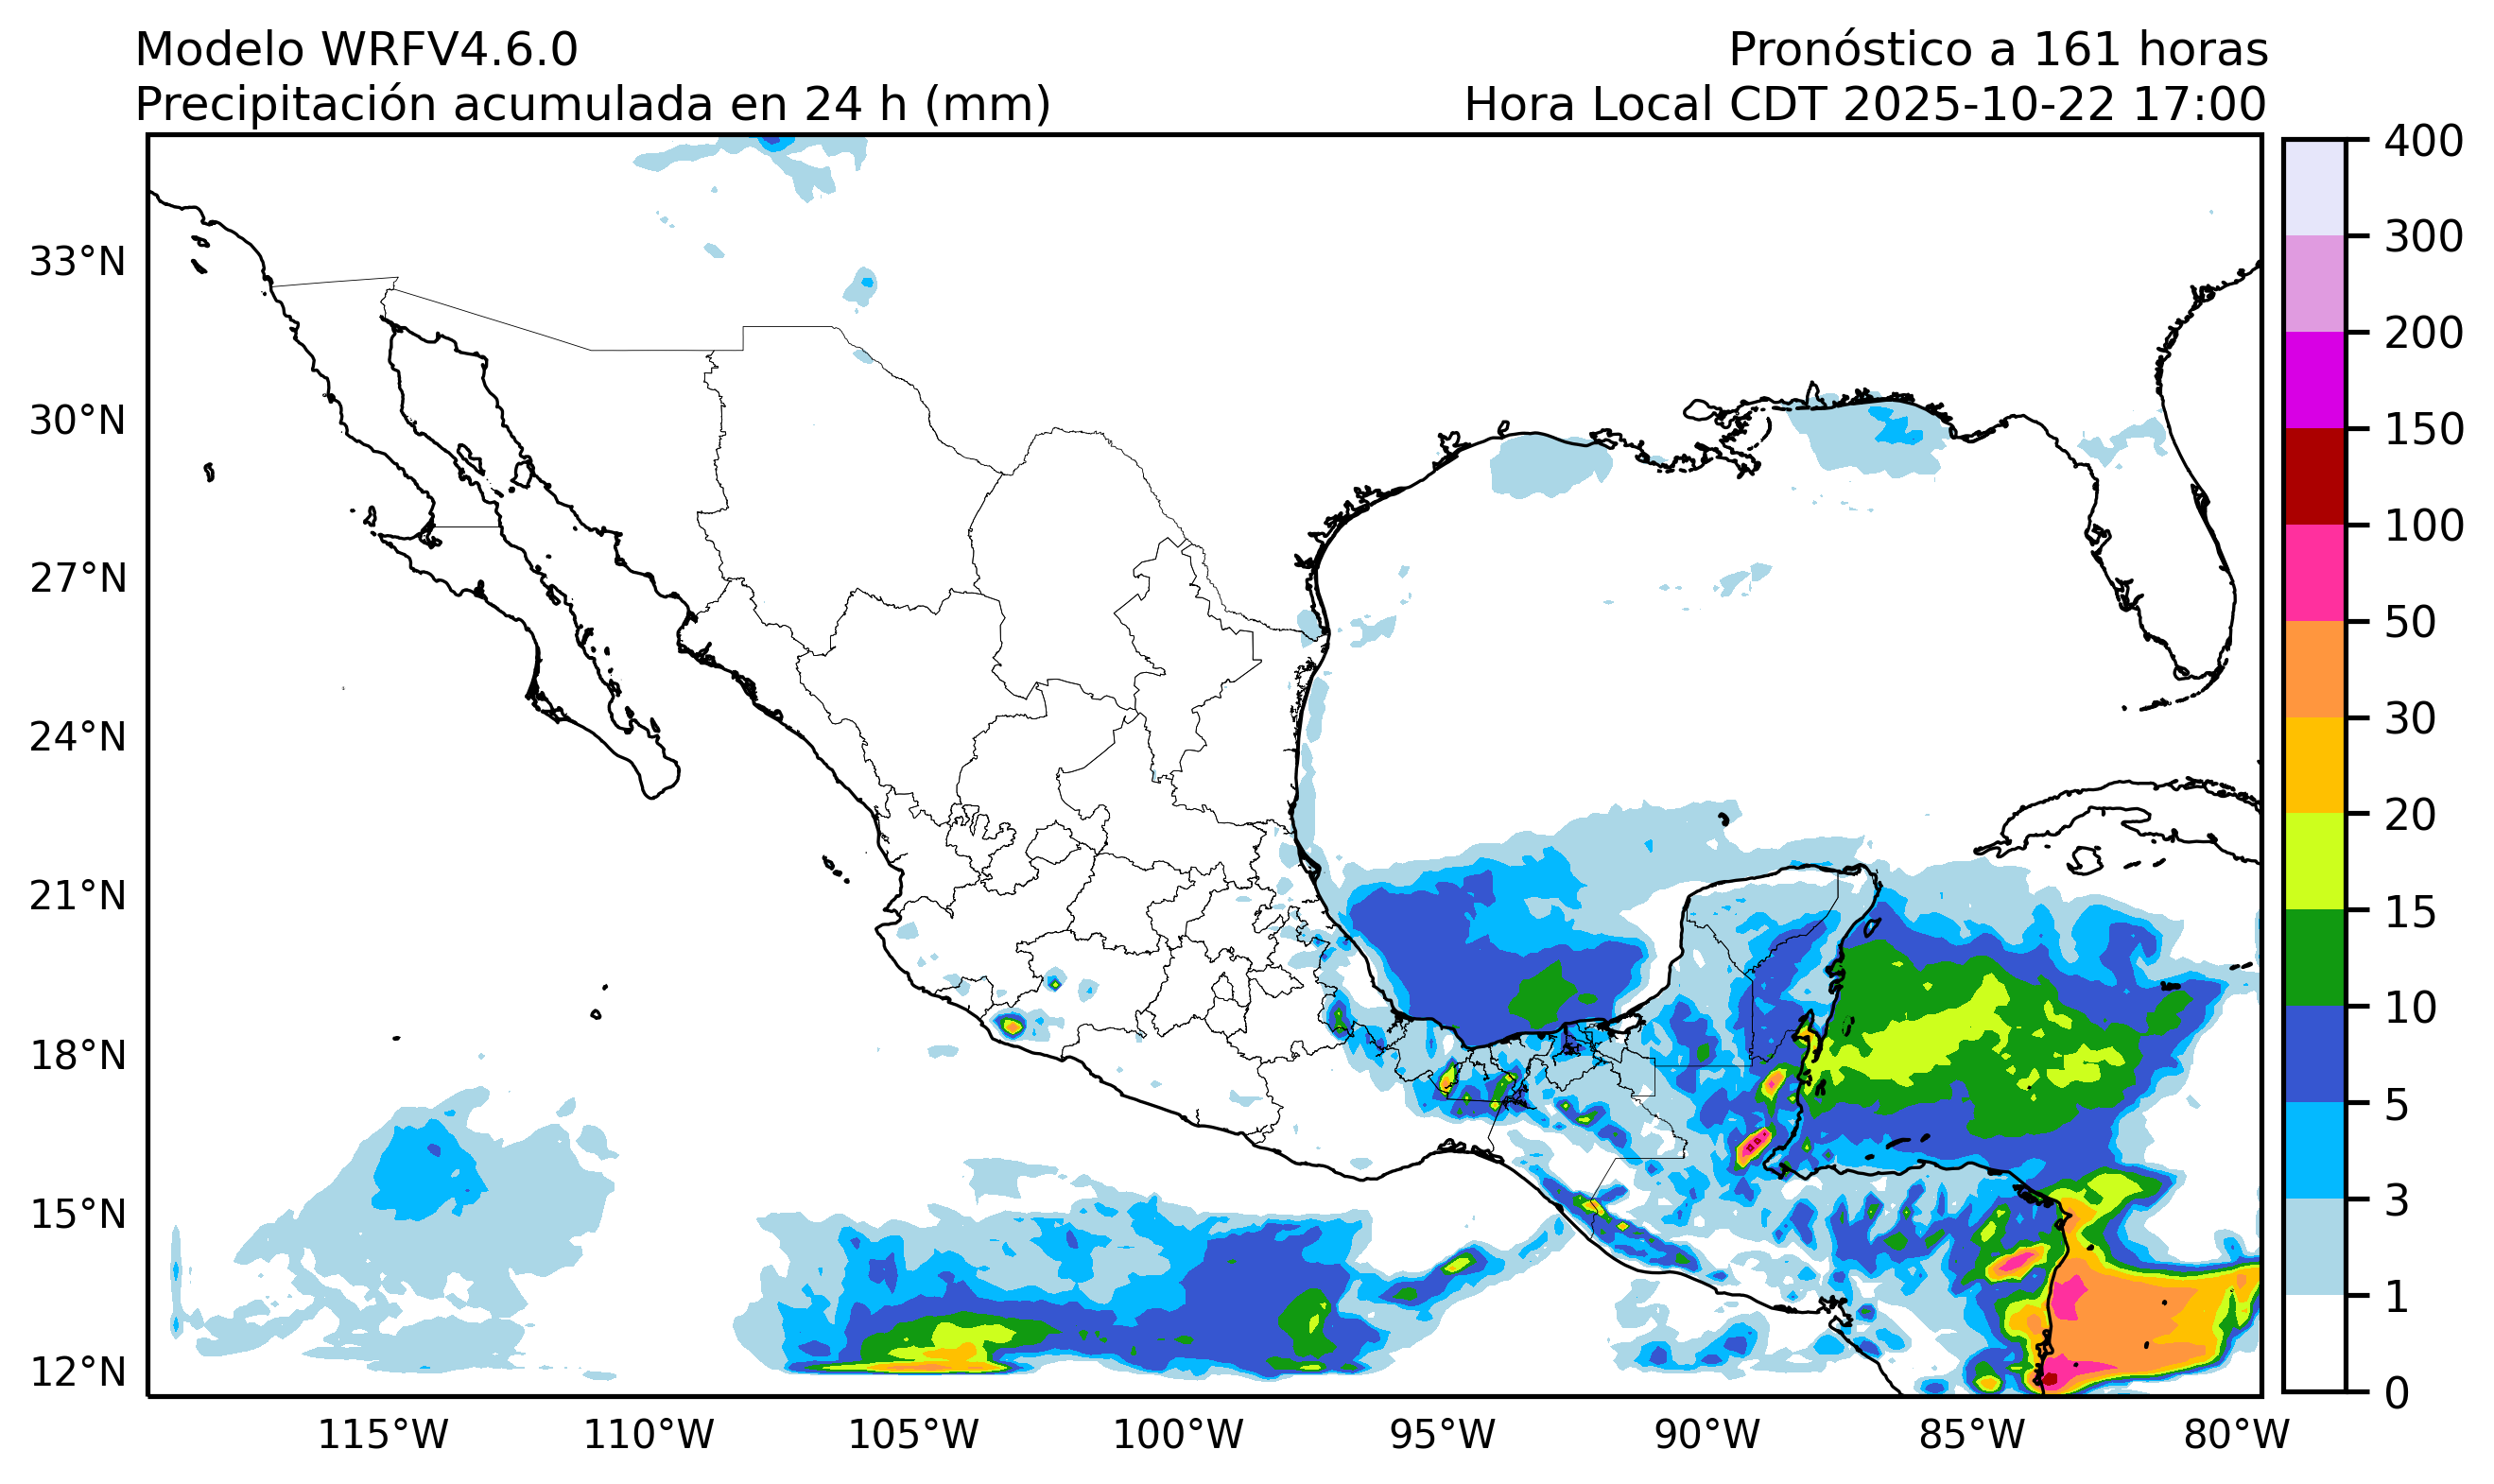 Modelo WRFV4.6.0
Pronóstico a 161 horas
Precipitación acumulada en 24 h (mm)
Hora Local CDT 2025-10-22 17:00
33°N
30°N
27°N
24°N
21°N
18°N
15°N
12°N
115°W
110°W
105°W
100°W
95°W
90°W
85°W
80°W
400
300
200
150
100
50
30
20
15
10
5
3
1
0